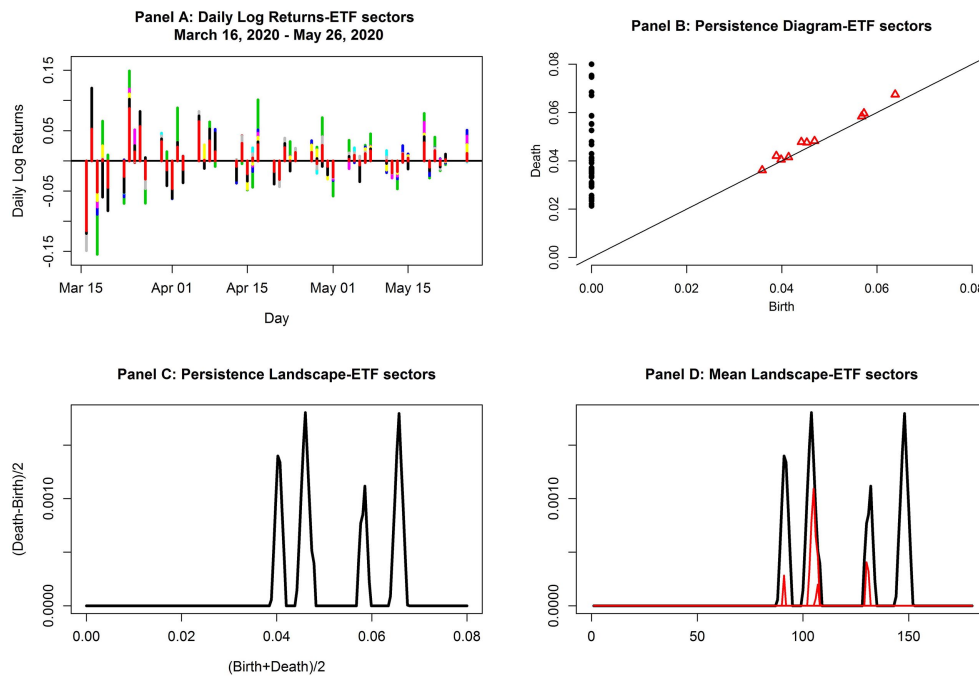 Panel A: Daily Log Returns-ETF sectors
March 16, 2020 - May 26, 2020
Daily Log Returns
0.15
0.05
-0.05
-0.15
Mar 15
Apr 01
Apr 15
May 01
May 15
Day
Panel B: Persistence Diagram-ETF sectors
Death
0.08
0.06
0.04
0.02
0.00
0.00
0.02
0.04
0.06
0.08
Birth
Panel C: Persistence Landscape-ETF sectors
(Death-Birth)/2
0.0010
0.0000
0.00
0.02
0.04
0.06
0.08
(Birth+Death)/2
Panel D: Mean Landscape-ETF sectors
0.0010
0.0000
0
50
100
150